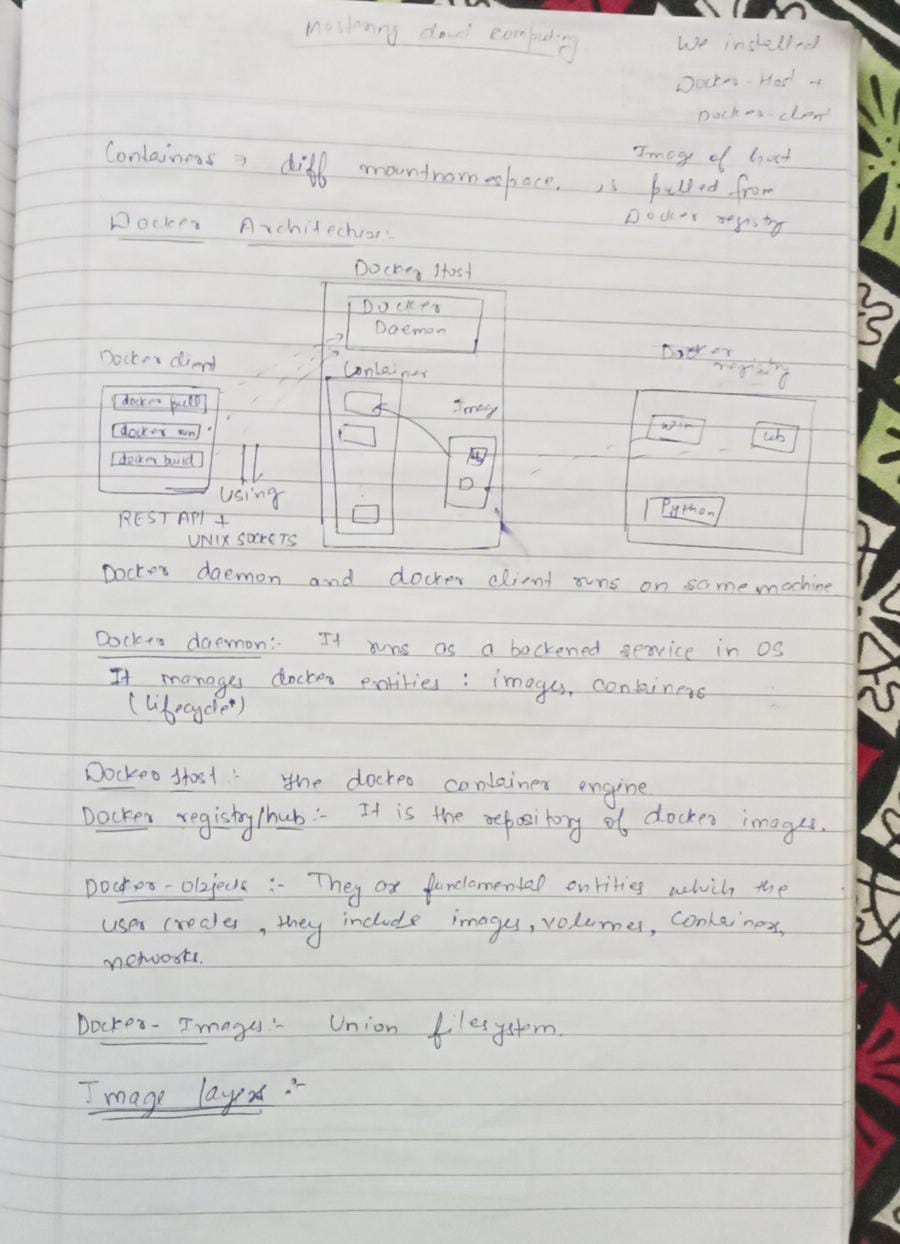 Mastering cloud computing
We installed
Docker-Host +
Docker-client
Containers → diff mountnamespace.
Image of host
is pulled from
Docker registry
Docker Architecture:-
Docker Host
Docker
Daemon
Docker client
docker pull
docker run
docker build
Using
REST API +
UNIX SOCKETS
Container
Image
Docker
registry
win
ub
Python
Docker daemon and docker client runs on same machine
Docker daemon:- It runs as a backened service in OS
It manages docker entities : images, containers
(lifecycle*)
Docker Host :- the docker container engine
Docker registry/hub:- It is the repository of docker images.
Docker-objects :- They are fundamental entities which the
user creates, they include images, volumes, containers,
networks.
Docker-Images:- Union filesystem.
Image layers :-